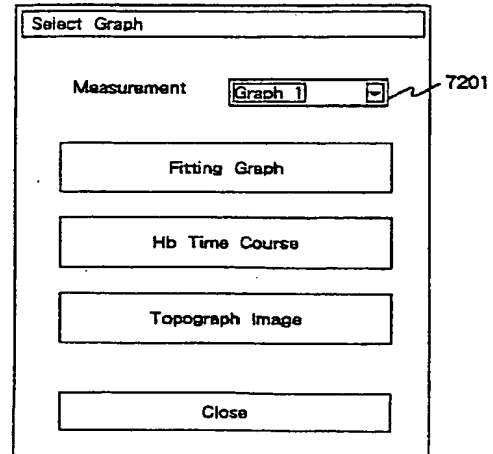 Select Graph
Measurement Graph 1 7201
Fitting Graph
Hb Time Course
Topograph Image
Close